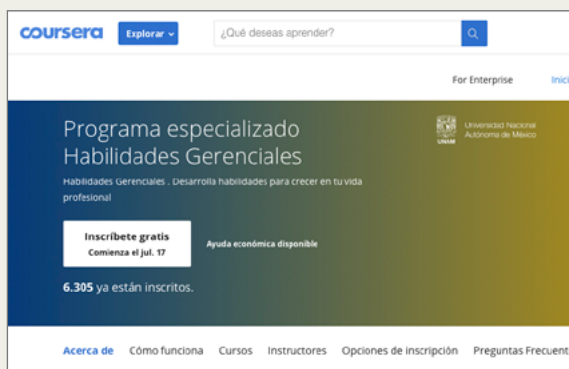 coursera
Explorar
¿Qué deseas aprender?
For Enterprise
Inici
Programa especializado
Habilidades Gerenciales
UNAM
Universidad Nacional
Autónoma de México
Habilidades Gerenciales . Desarrolla habilidades para crecer en tu vida
profesional
Inscríbete gratis
Comienza el jul. 17
Ayuda económica disponible
6.305 ya están inscritos.
Acerca de Cómo funciona Cursos Instructores Opciones de inscripción Preguntas Frecuent